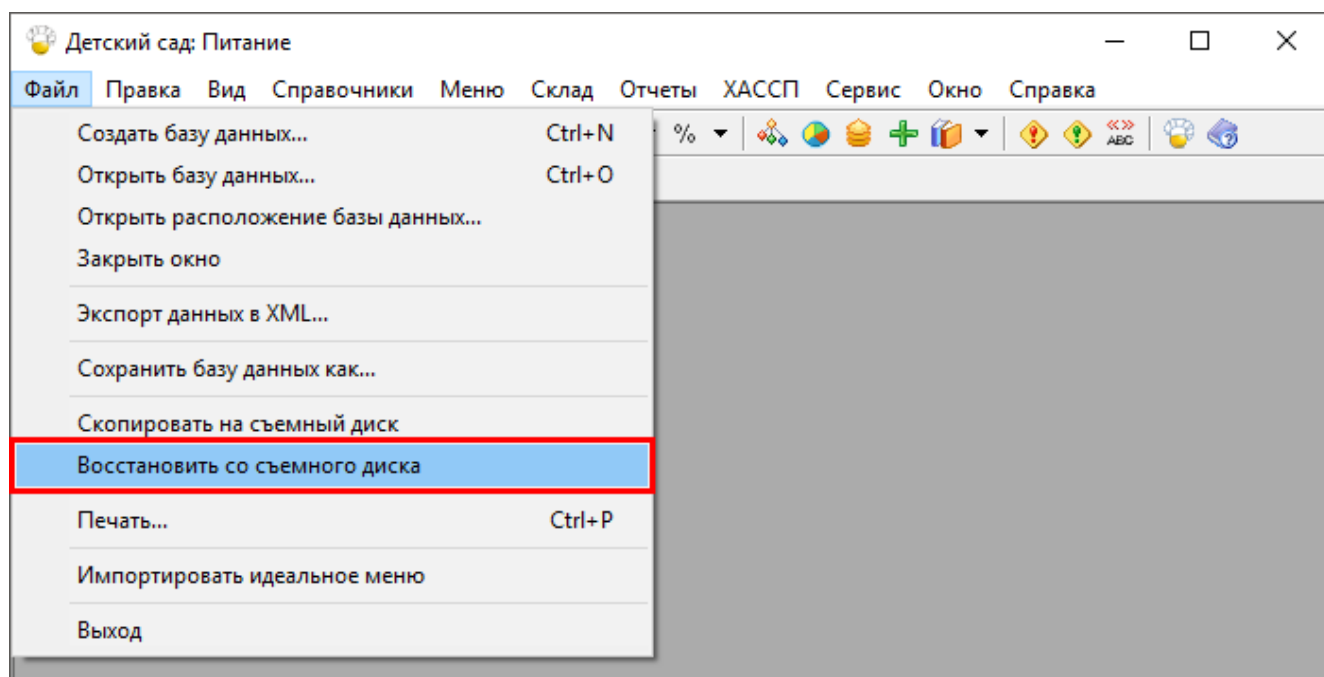 Детский сад: Питание
Файл Правка Вид Справочники Меню Склад Отчеты ХАССП Сервис Окно Справка
Создать базу данных... Ctrl+N % «» ABC
Открыть базу данных... Ctrl+O
Открыть расположение базы данных...
Закрыть окно
Экспорт данных в XML...
Сохранить базу данных как...
Скопировать на съемный диск
Восстановить со съемного диска
Печать... Ctrl+P
Импортировать идеальное меню
Выход